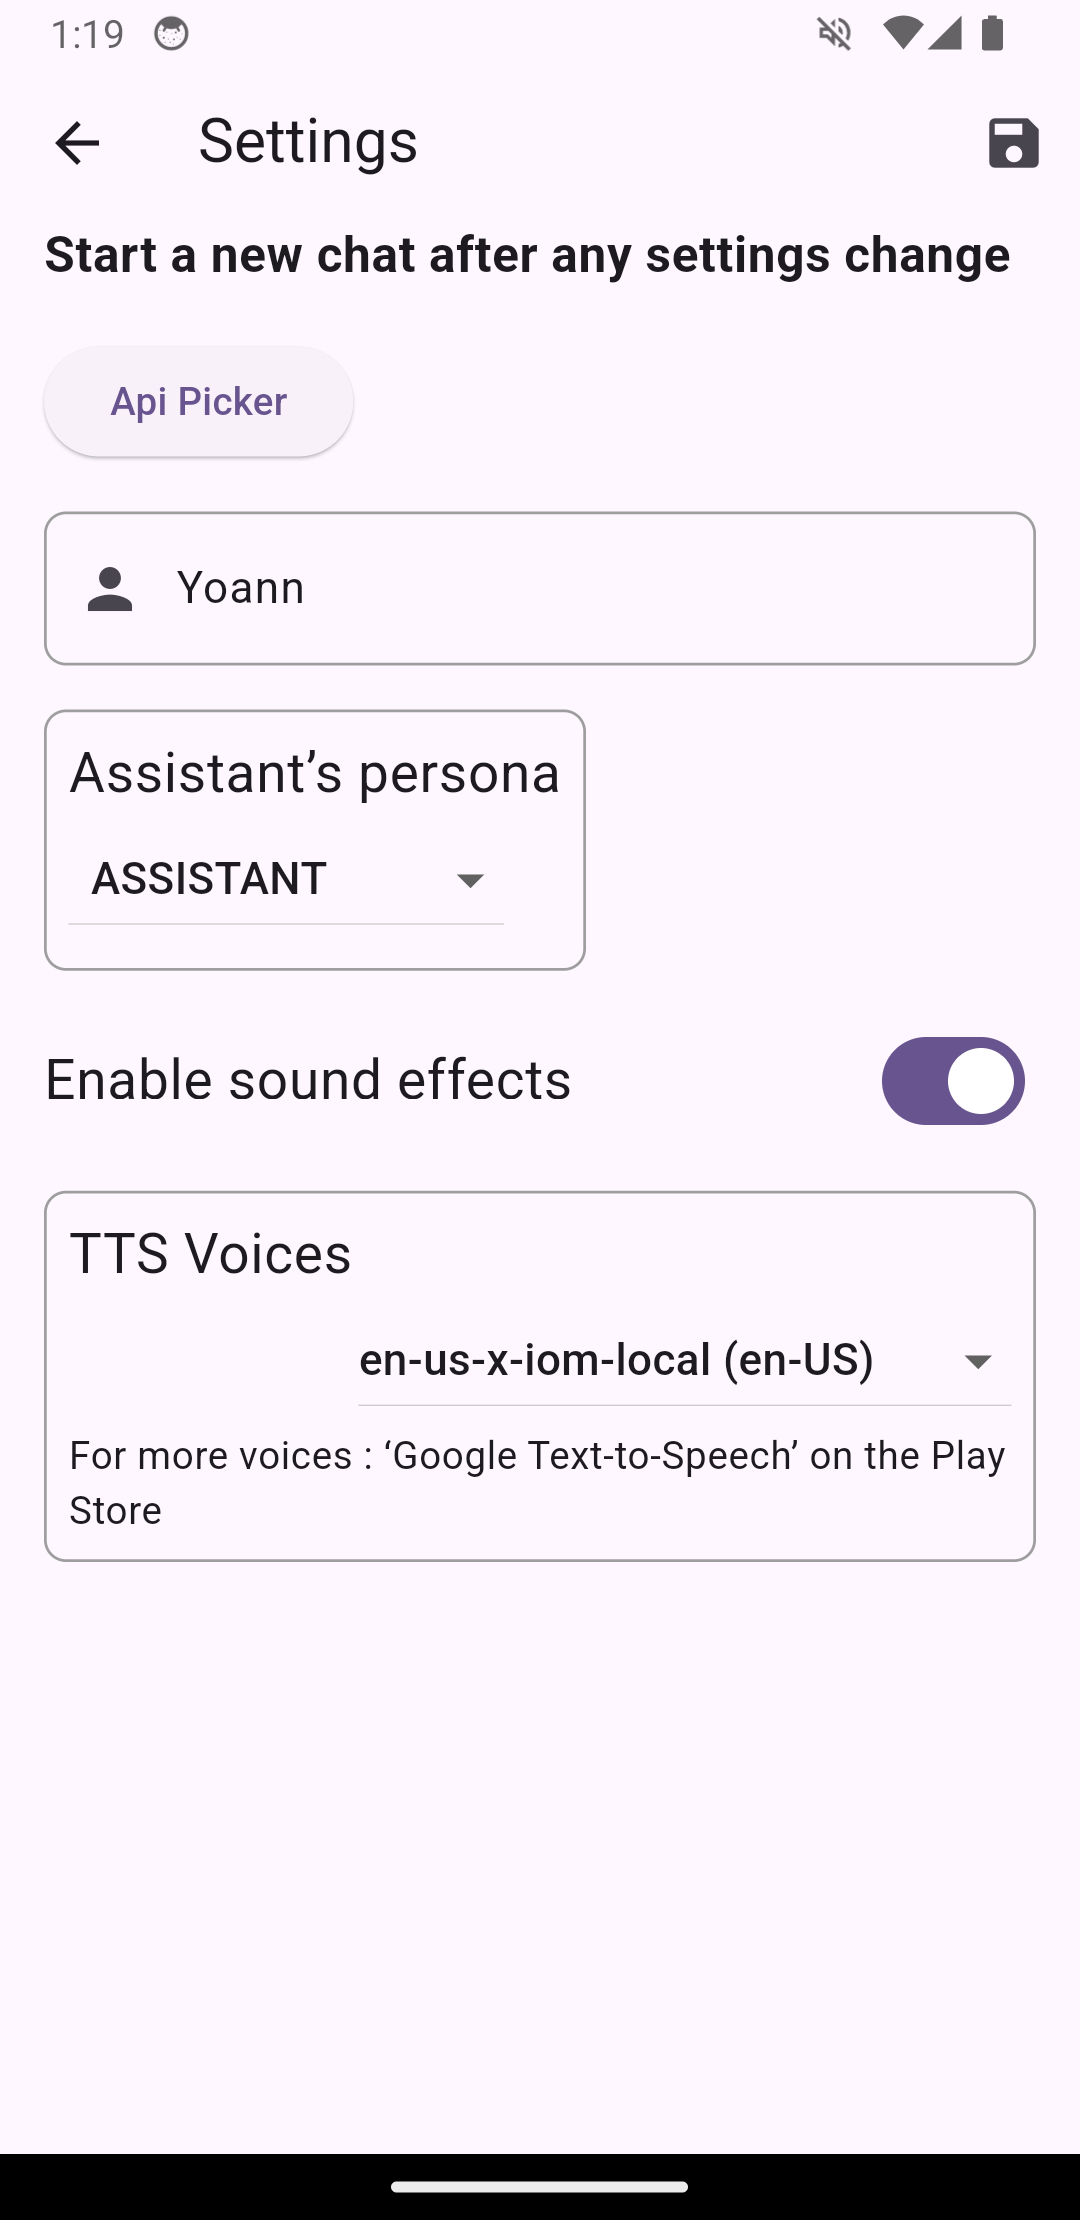 1:19
Settings
Start a new chat after any settings change
Api Picker
Yoann
Assistant’s persona
ASSISTANT
Enable sound effects
TTS Voices
en-us-x-iom-local (en-US)
For more voices : ‘Google Text-to-Speech’ on the Play
Store